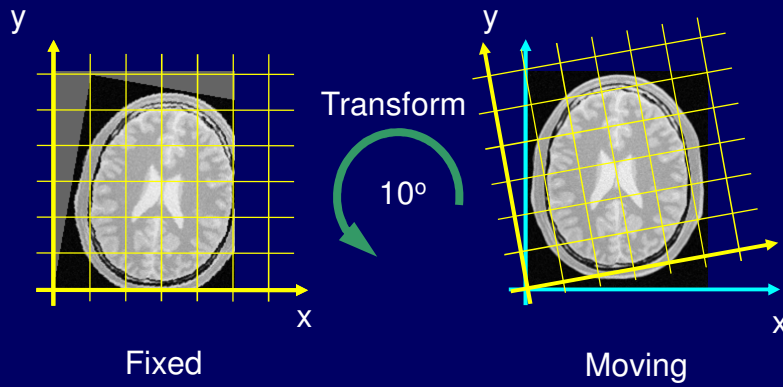 y
y
Transform
10º
x
x
Fixed
Moving